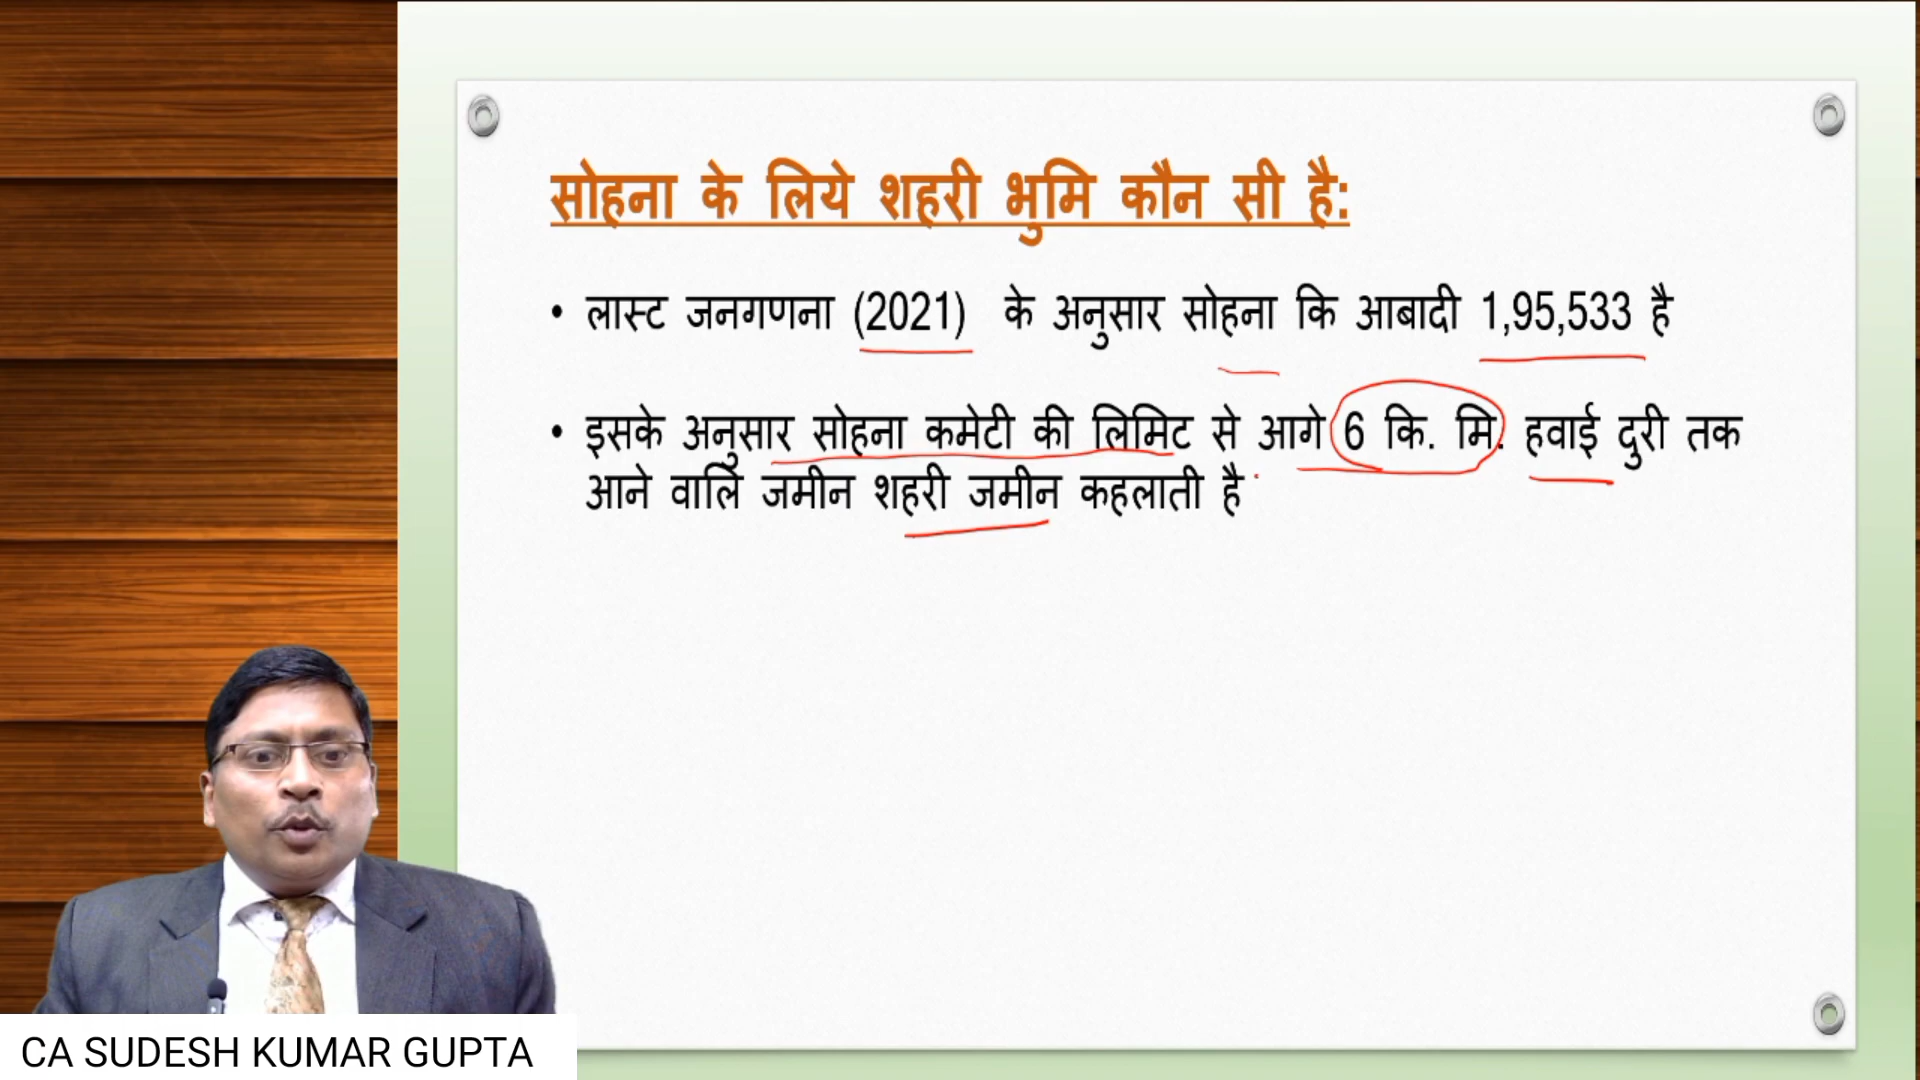 सोहना के लिये शहरी भुमि कौन सी है:
• लास्ट जनगणना (2021) के अनुसार सोहना कि आबादी 1,95,533 है
• इसके अनुसार सोहना कमेटी की लिमिट से आगे 6 कि. मि. हवाई दुरी तक
आने वालि जमीन शहरी जमीन कहलाती है
CA SUDESH KUMAR GUPTA